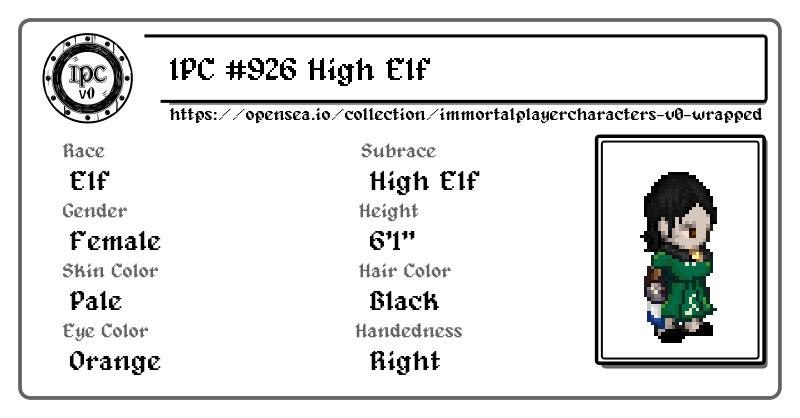 IPC
v0
IPC #926 High Elf
https://opensea.io/collection/immortalplayercharacters-v0-wrapped
Race
Elf
Subrace
High Elf
Gender
Female
Height
6'1"
Skin Color
Pale
Hair Color
Black
Eye Color
Orange
Handedness
Right